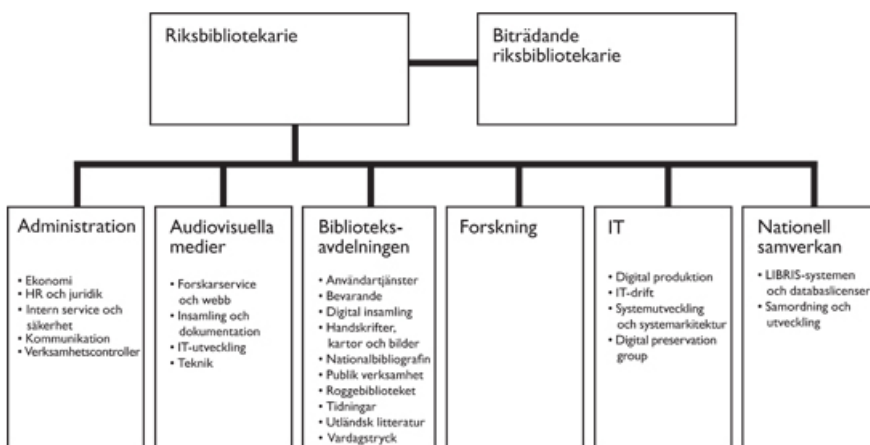 Riksbibliotekarie
Biträdande
riksbibliotekarie
Administration
• Ekonomi
• HR och juridik
• Intern service och
säkerhet
• Kommunikation
• Verksamhetscontroller
Audiovisuella
medier
• Forskarservice
och webb
• Insamling och
dokumentation
• IT-utveckling
• Teknik
Biblioteks-
avdelningen
• Användartjänster
• Bevarande
• Digital insamling
• Handskrifter,
kartor och bilder
• Nationalbibliografin
• Publik verksamhet
• Roggebiblioteket
• Tidningar
• Utländsk litteratur
• Vardagstryck
Forskning
IT
• Digital produktion
• IT-drift
• Systemutveckling
och systemarkitektur
• Digital preservation
group
Nationell
samverkan
• LIBRIS-systemen
och databaslicenser
• Samordning och
utveckling